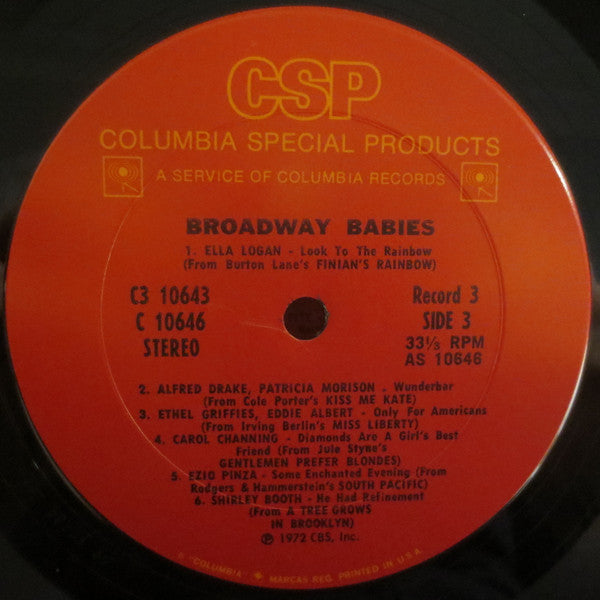 CSP
COLUMBIA SPECIAL PRODUCTS
A SERVICE OF COLUMBIA RECORDS
BROADWAY BABIES
1. ELLA LOGAN - Look To The Rainbow
(From Burton Lane's FINIAN'S RAINBOW)
C3 10643
C 10646
STEREO
Record 3
SIDE 3
33⅓ RPM
AS 10646
2. ALFRED DRAKE, PATRICIA MORISON - Wunderbar
(From Cole Porter's KISS ME KATE)
3. ETHEL GRIFFIES, EDDIE ALBERT - Only For Americans
(From Irving Berlin's MISS LIBERTY)
4. CAROL CHANNING - Diamonds Are A Girl's Best
Friend (From Jule Styne's
GENTLEMEN PREFER BLONDES)
5. EZIO PINZA - Some Enchanted Evening (From
Rodgers & Hammerstein's SOUTH PACIFIC)
6. SHIRLEY BOOTH - He Had Refinement
(From A TREE GROWS
IN BROOKLYN)
℗ 1972 CBS, Inc.
® "COLUMBIA" MARCAS REG. PRINTED IN U.S.A.